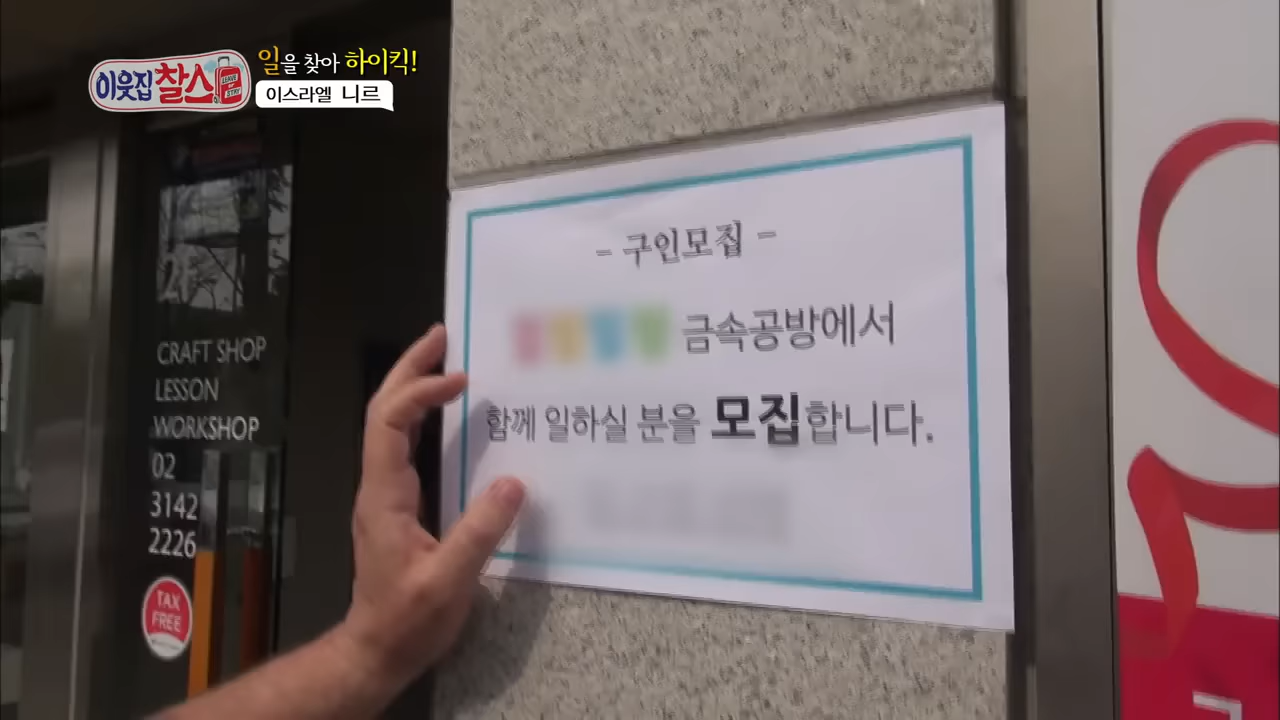 이웃집 찰스
LEAVE or STAY
일을 찾아 하이킥!
이스라엘 니르
CRAFT SHOP
LESSON
WORKSHOP
02
3142
2226
TAX
FREE
- 구인모집 -
금속공방에서
함께 일하실 분을 모집합니다.